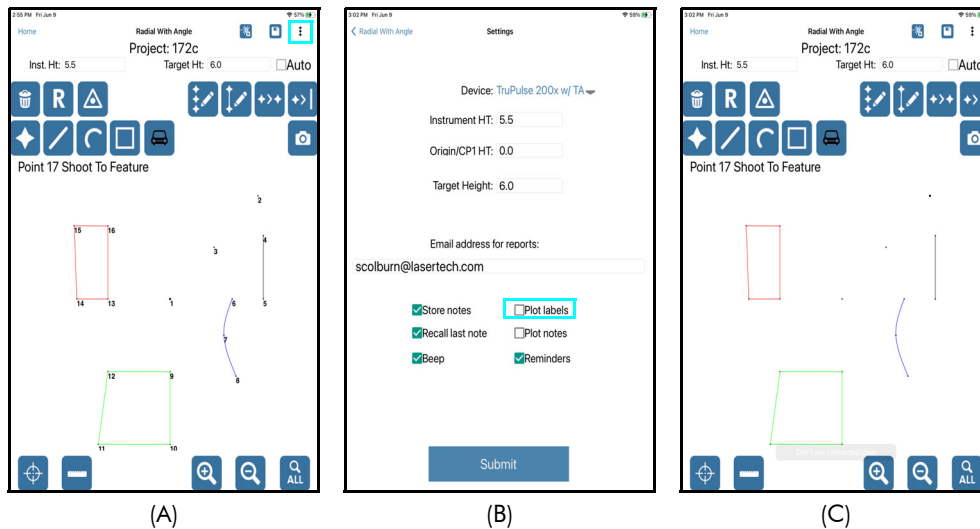 2:55 PM Fri Jun 9
57%
Home
Radial With Angle
Project: 172c
Inst. Ht: 5.5
Target Ht: 6.0
Auto
R
Point 17 Shoot To Feature
2
15
16
4
3
14
13
1
6
5
7
12
9
8
11
10
ALL
(A)
3:02 PM Fri Jun 9
59%
Radial With Angle
Settings
Device: TruPulse 200x w/ TA
Instrument HT: 5.5
Origin/CP1 HT: 0.0
Target Height: 6.0
Email address for reports:
scolburn@lasertech.com
Store notes
Plot labels
Recall last note
Plot notes
Beep
Reminders
Submit
(B)
3:02 PM Fri Jun 9
59%
Home
Radial With Angle
Project: 172c
Inst. Ht: 5.5
Target Ht: 6.0
Auto
R
Point 17 Shoot To Feature
ALL
(C)